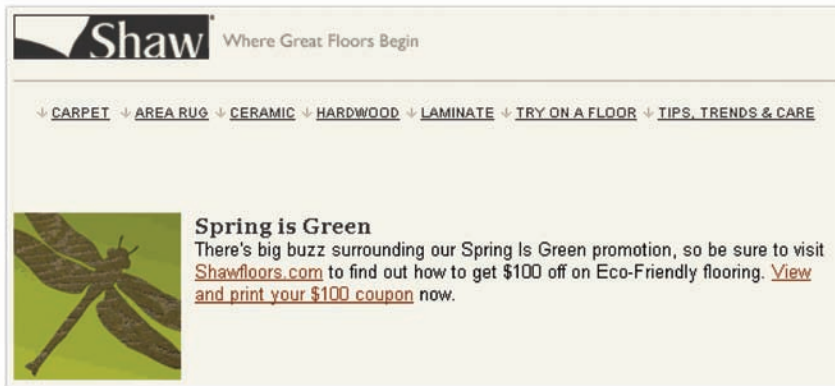 Shaw Where Great Floors Begin
CARPET AREA RUG CERAMIC HARDWOOD LAMINATE TRY ON A FLOOR TIPS, TRENDS & CARE
Spring is Green
There's big buzz surrounding our Spring Is Green promotion, so be sure to visit
Shawfloors.com to find out how to get $100 off on Eco-Friendly flooring. View
and print your $100 coupon now.